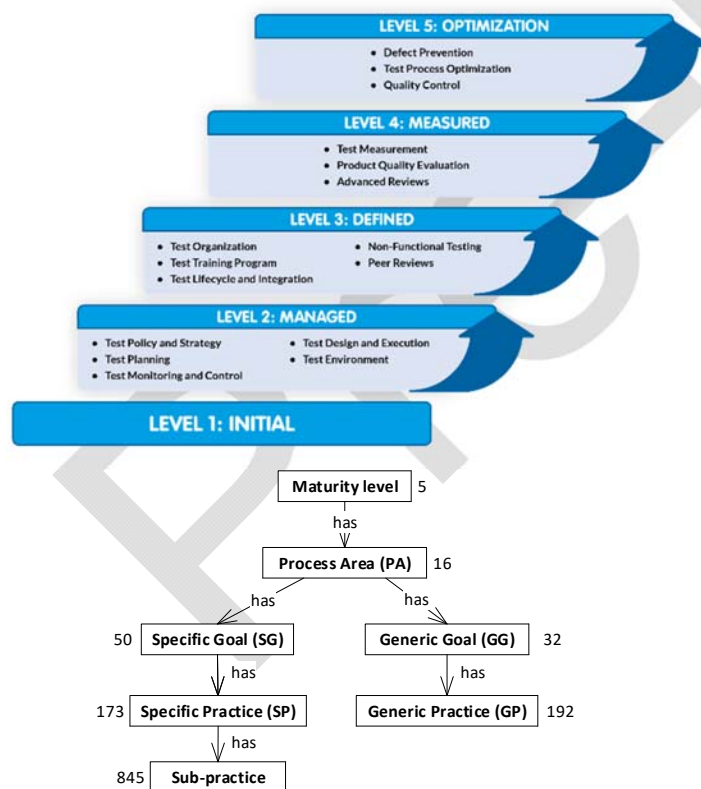 LEVEL 5: OPTIMIZATION
• Defect Prevention
• Test Process Optimization
• Quality Control
LEVEL 4: MEASURED
• Test Measurement
• Product Quality Evaluation
• Advanced Reviews
LEVEL 3: DEFINED
• Test Organization
• Test Training Program
• Test Lifecycle and Integration
• Non-Functional Testing
• Peer Reviews
LEVEL 2: MANAGED
• Test Policy and Strategy
• Test Planning
• Test Monitoring and Control
• Test Design and Execution
• Test Environment
LEVEL 1: INITIAL
Maturity level 5
has
Process Area (PA) 16
has has
50 Specific Goal (SG) Generic Goal (GG) 32
has has
173 Specific Practice (SP) Generic Practice (GP) 192
has
845 Sub-practice